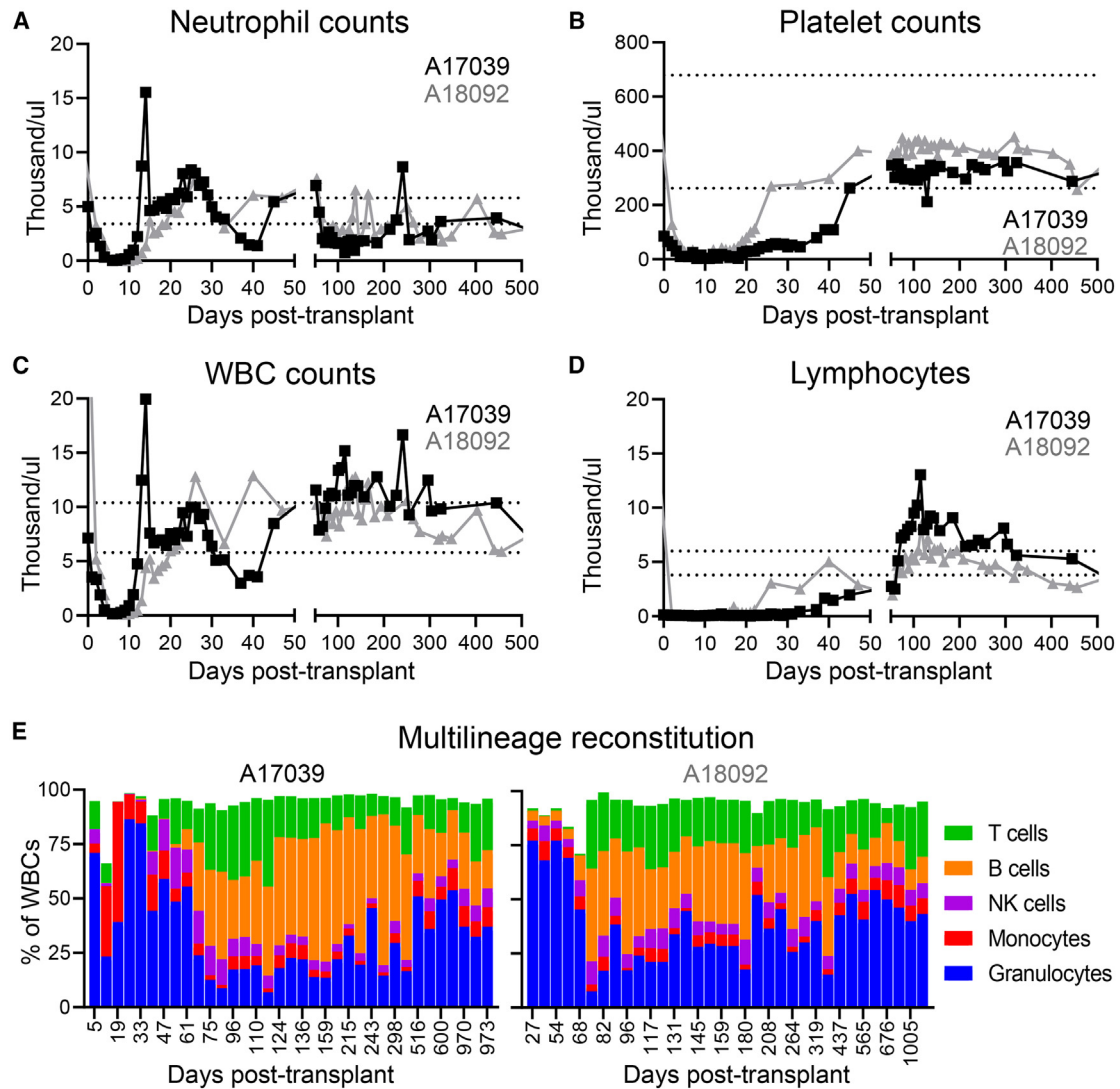 A
Neutrophil counts
20
15
10
5
0
Thousand/ul
A17039
A18092
0 10 20 30 40 50 100 200 300 400 500
Days post-transplant
B
Platelet counts
800
600
400
200
0
Thousand/ul
A17039
A18092
0 10 20 30 40 50 100 200 300 400 500
Days post-transplant
C
WBC counts
20
15
10
5
0
Thousand/ul
A17039
A18092
0 10 20 30 40 50 100 200 300 400 500
Days post-transplant
D
Lymphocytes
20
15
10
5
0
Thousand/ul
A17039
A18092
0 10 20 30 40 50 100 200 300 400 500
Days post-transplant
E
Multilineage reconstitution
A17039
A18092
100
75
50
25
0
% of WBCs
5 19 33 47 61 75 96 110 124 136 159 215 243 298 516 600 970 973
Days post-transplant
27 54 68 82 96 117 131 145 159 180 208 264 319 437 565 676 1005
Days post-transplant
T cells
B cells
NK cells
Monocytes
Granulocytes